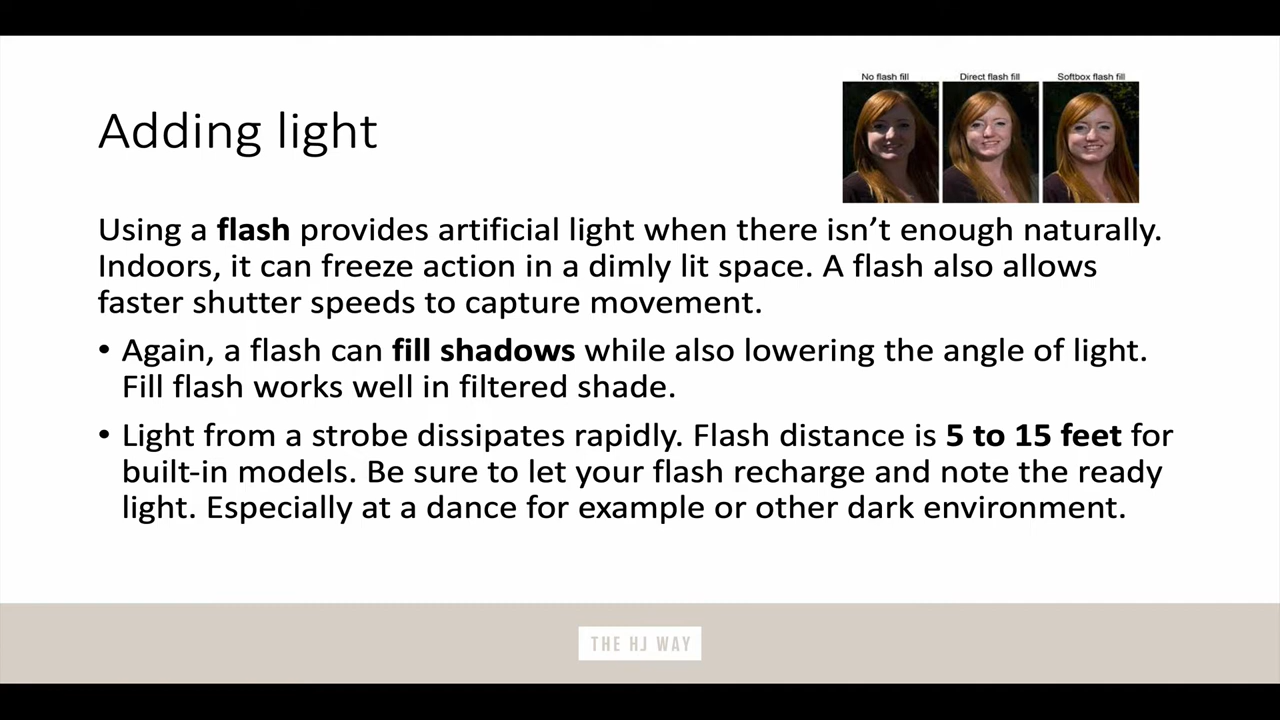 No flash fill Direct flash fill Softbox flash fill
Adding light
Using a flash provides artificial light when there isn’t enough naturally.
Indoors, it can freeze action in a dimly lit space. A flash also allows
faster shutter speeds to capture movement.
• Again, a flash can fill shadows while also lowering the angle of light.
Fill flash works well in filtered shade.
• Light from a strobe dissipates rapidly. Flash distance is 5 to 15 feet for
built-in models. Be sure to let your flash recharge and note the ready
light. Especially at a dance for example or other dark environment.
THE HJ WAY